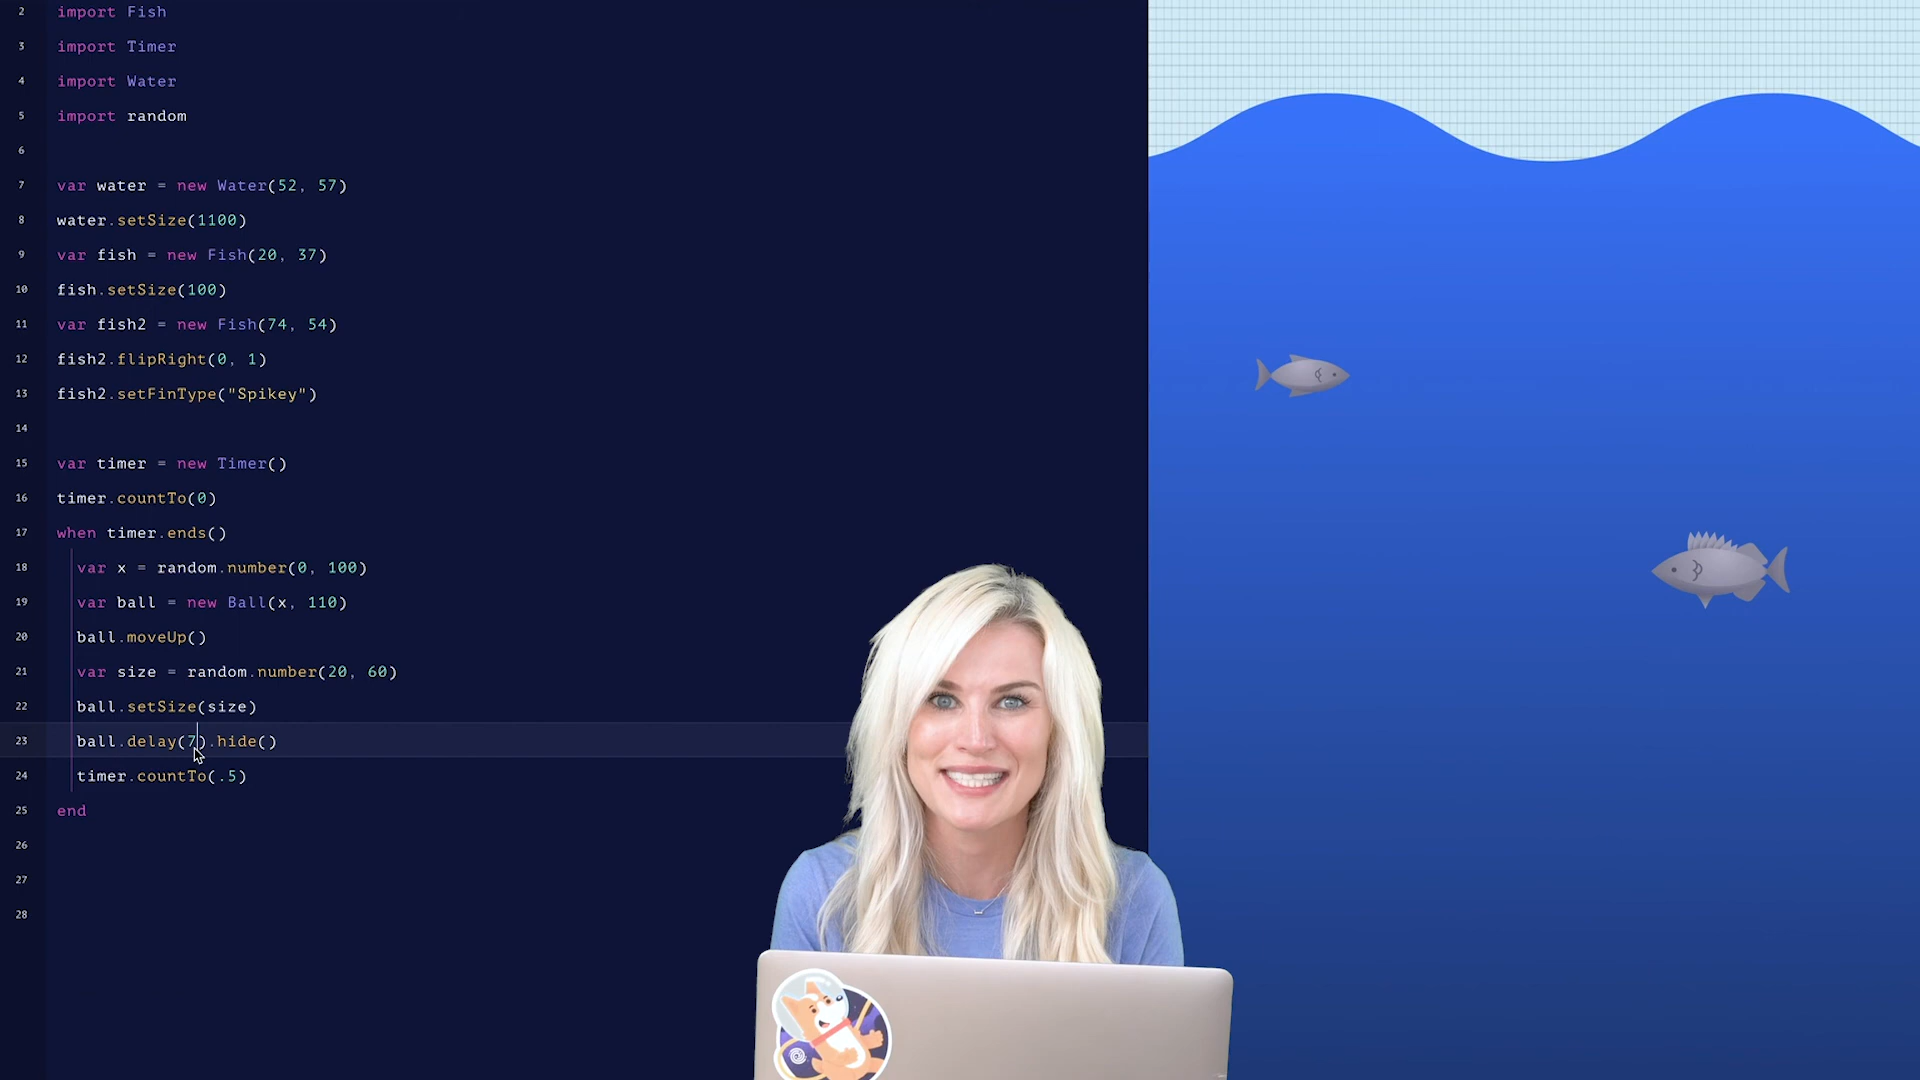 2 import Fish
3 import Timer
4 import Water
5 import random
6
7 var water = new Water(52, 57)
8 water.setSize(1100)
9 var fish = new Fish(20, 37)
10 fish.setSize(100)
11 var fish2 = new Fish(74, 54)
12 fish2.flipRight(0, 1)
13 fish2.setFinType("Spikey")
14
15 var timer = new Timer()
16 timer.countTo(0)
17 when timer.ends()
18 var x = random.number(0, 100)
19 var ball = new Ball(x, 110)
20 ball.moveUp()
21 var size = random.number(20, 60)
22 ball.setSize(size)
23 ball.delay(7).hide()
24 timer.countTo(.5)
25 end
26
27
28